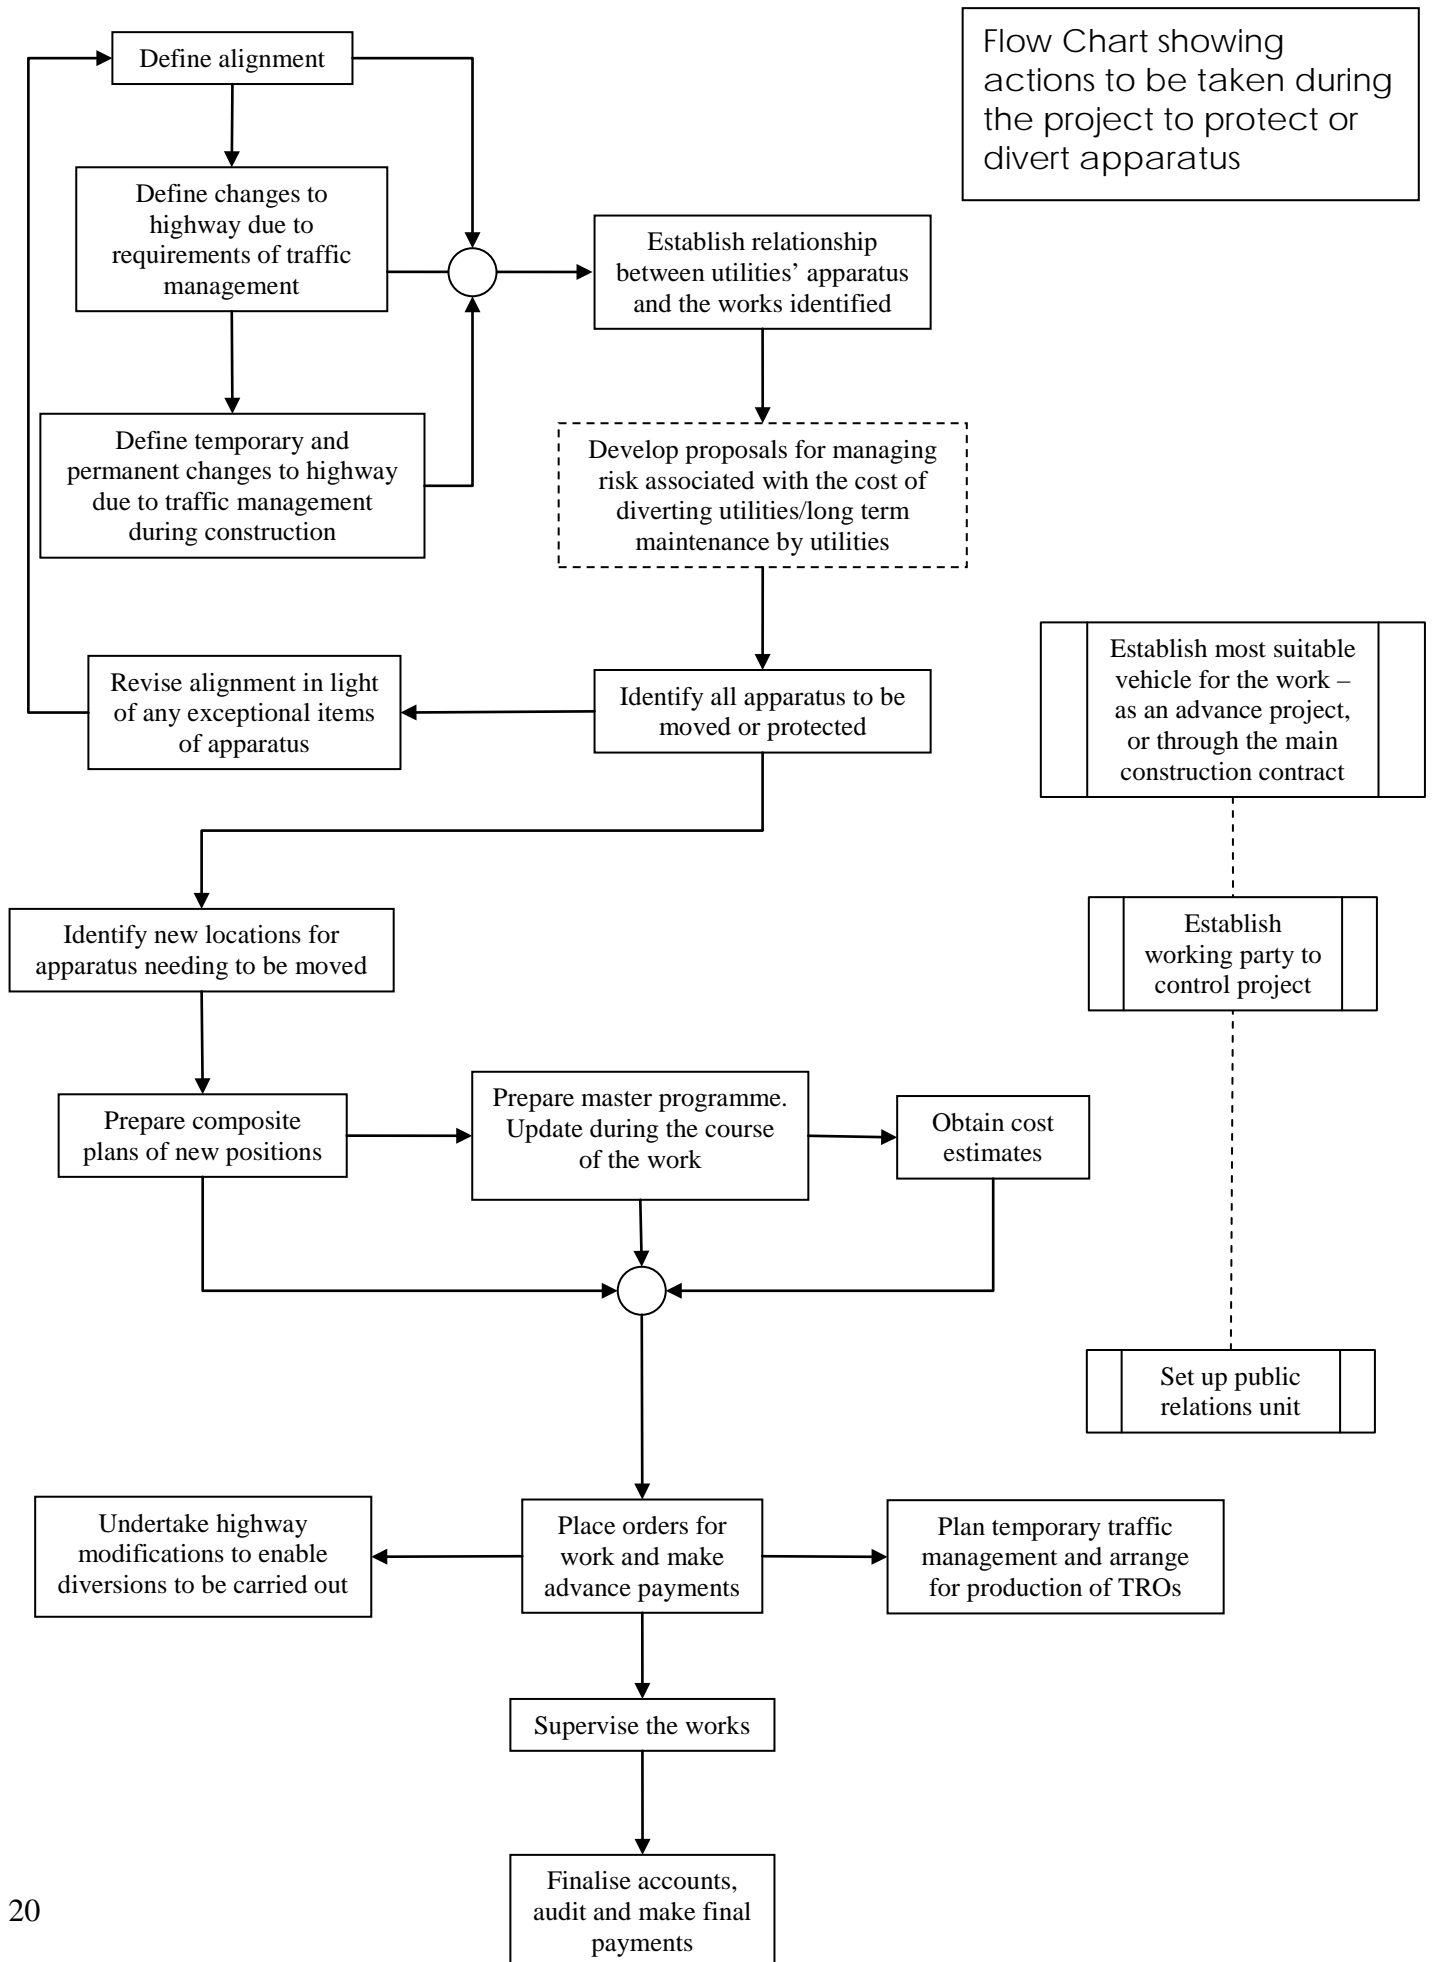 Flow Chart showing
actions to be taken during
the project to protect or
divert apparatus
Define alignment
Define changes to
highway due to
requirements of traffic
management
Establish relationship
between utilities’ apparatus
and the works identified
Define temporary and
permanent changes to highway
due to traffic management
during construction
Develop proposals for managing
risk associated with the cost of
diverting utilities/long term
maintenance by utilities
Revise alignment in light
of any exceptional items
of apparatus
Identify all apparatus to be
moved or protected
Establish most suitable
vehicle for the work –
as an advance project,
or through the main
construction contract
Identify new locations for
apparatus needing to be moved
Establish
working party to
control project
Prepare composite
plans of new positions
Prepare master programme.
Update during the course
of the work
Obtain cost
estimates
Set up public
relations unit
Undertake highway
modifications to enable
diversions to be carried out
Place orders for
work and make
advance payments
Plan temporary traffic
management and arrange
for production of TROs
Supervise the works
Finalise accounts,
audit and make final
payments
20